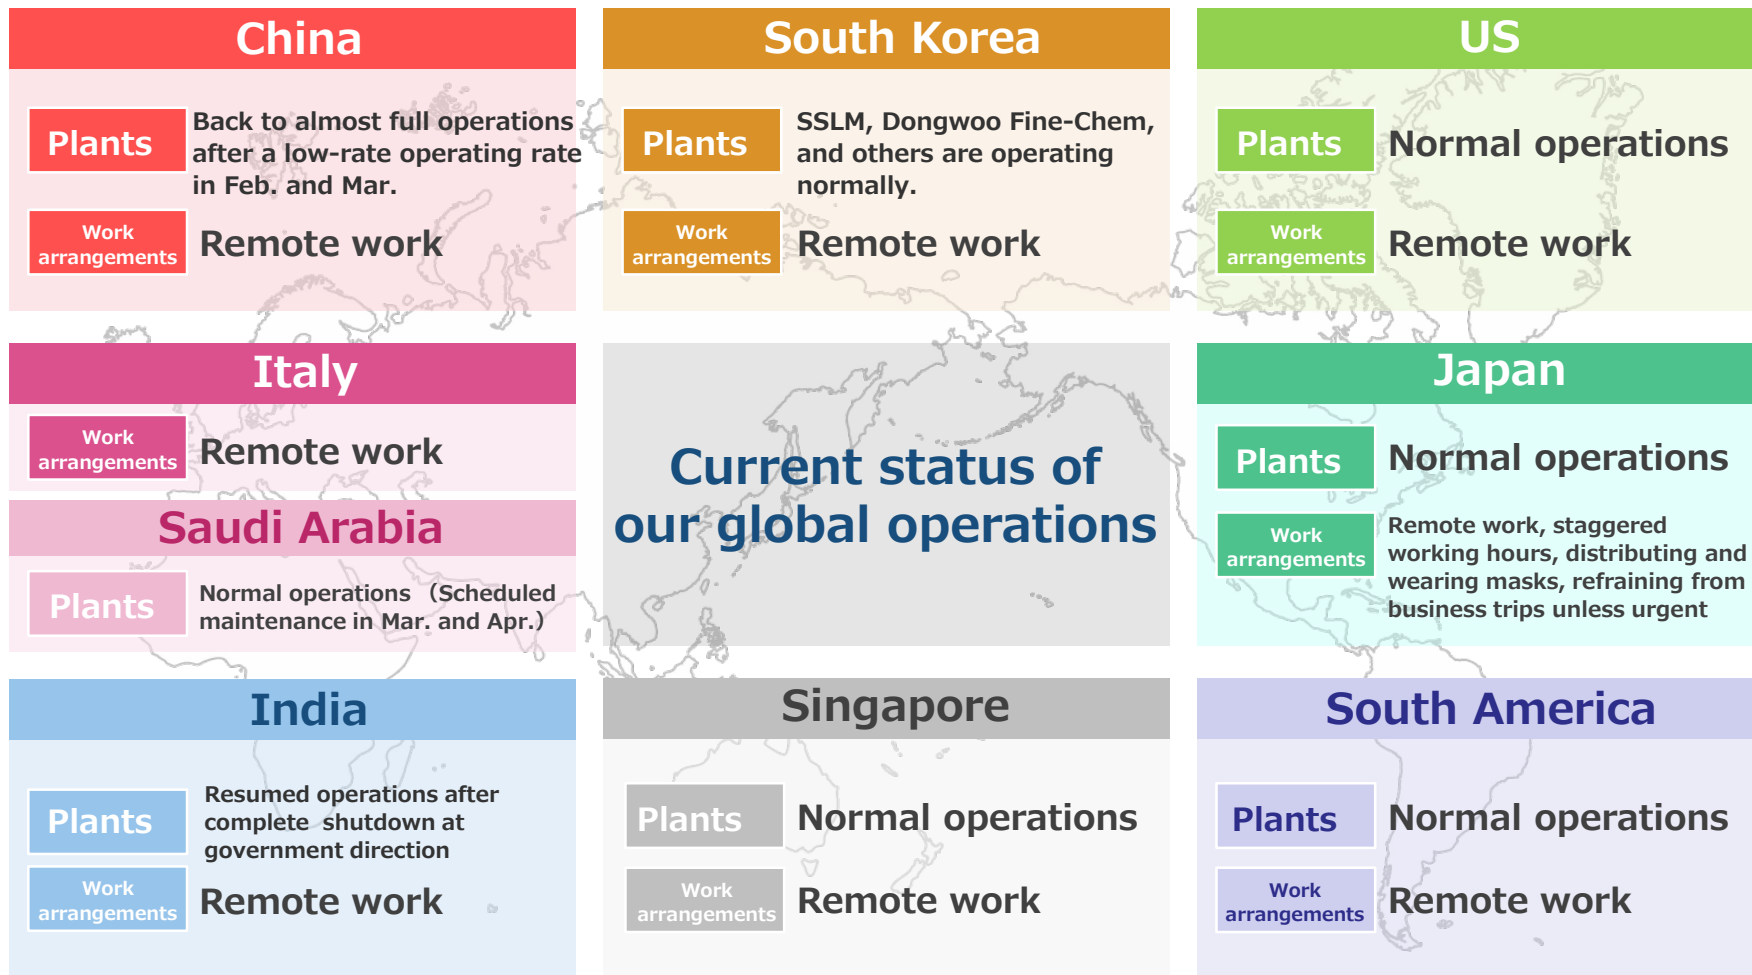 China
Plants
Back to almost full operations
after a low-rate operating rate
in Feb. and Mar.
Work
arrangements
Remote work
South Korea
Plants
SSLM, Dongwoo Fine-Chem,
and others are operating
normally.
Work
arrangements
Remote work
US
Plants
Normal operations
Work
arrangements
Remote work
Italy
Work
arrangements
Remote work
Saudi Arabia
Plants
Normal operations （Scheduled
maintenance in Mar. and Apr.）
Current status of
our global operations
Japan
Plants
Normal operations
Work
arrangements
Remote work, staggered
working hours, distributing and
wearing masks, refraining from
business trips unless urgent
India
Plants
Resumed operations after
complete shutdown at
government direction
Work
arrangements
Remote work
Singapore
Plants
Normal operations
Work
arrangements
Remote work
South America
Plants
Normal operations
Work
arrangements
Remote work